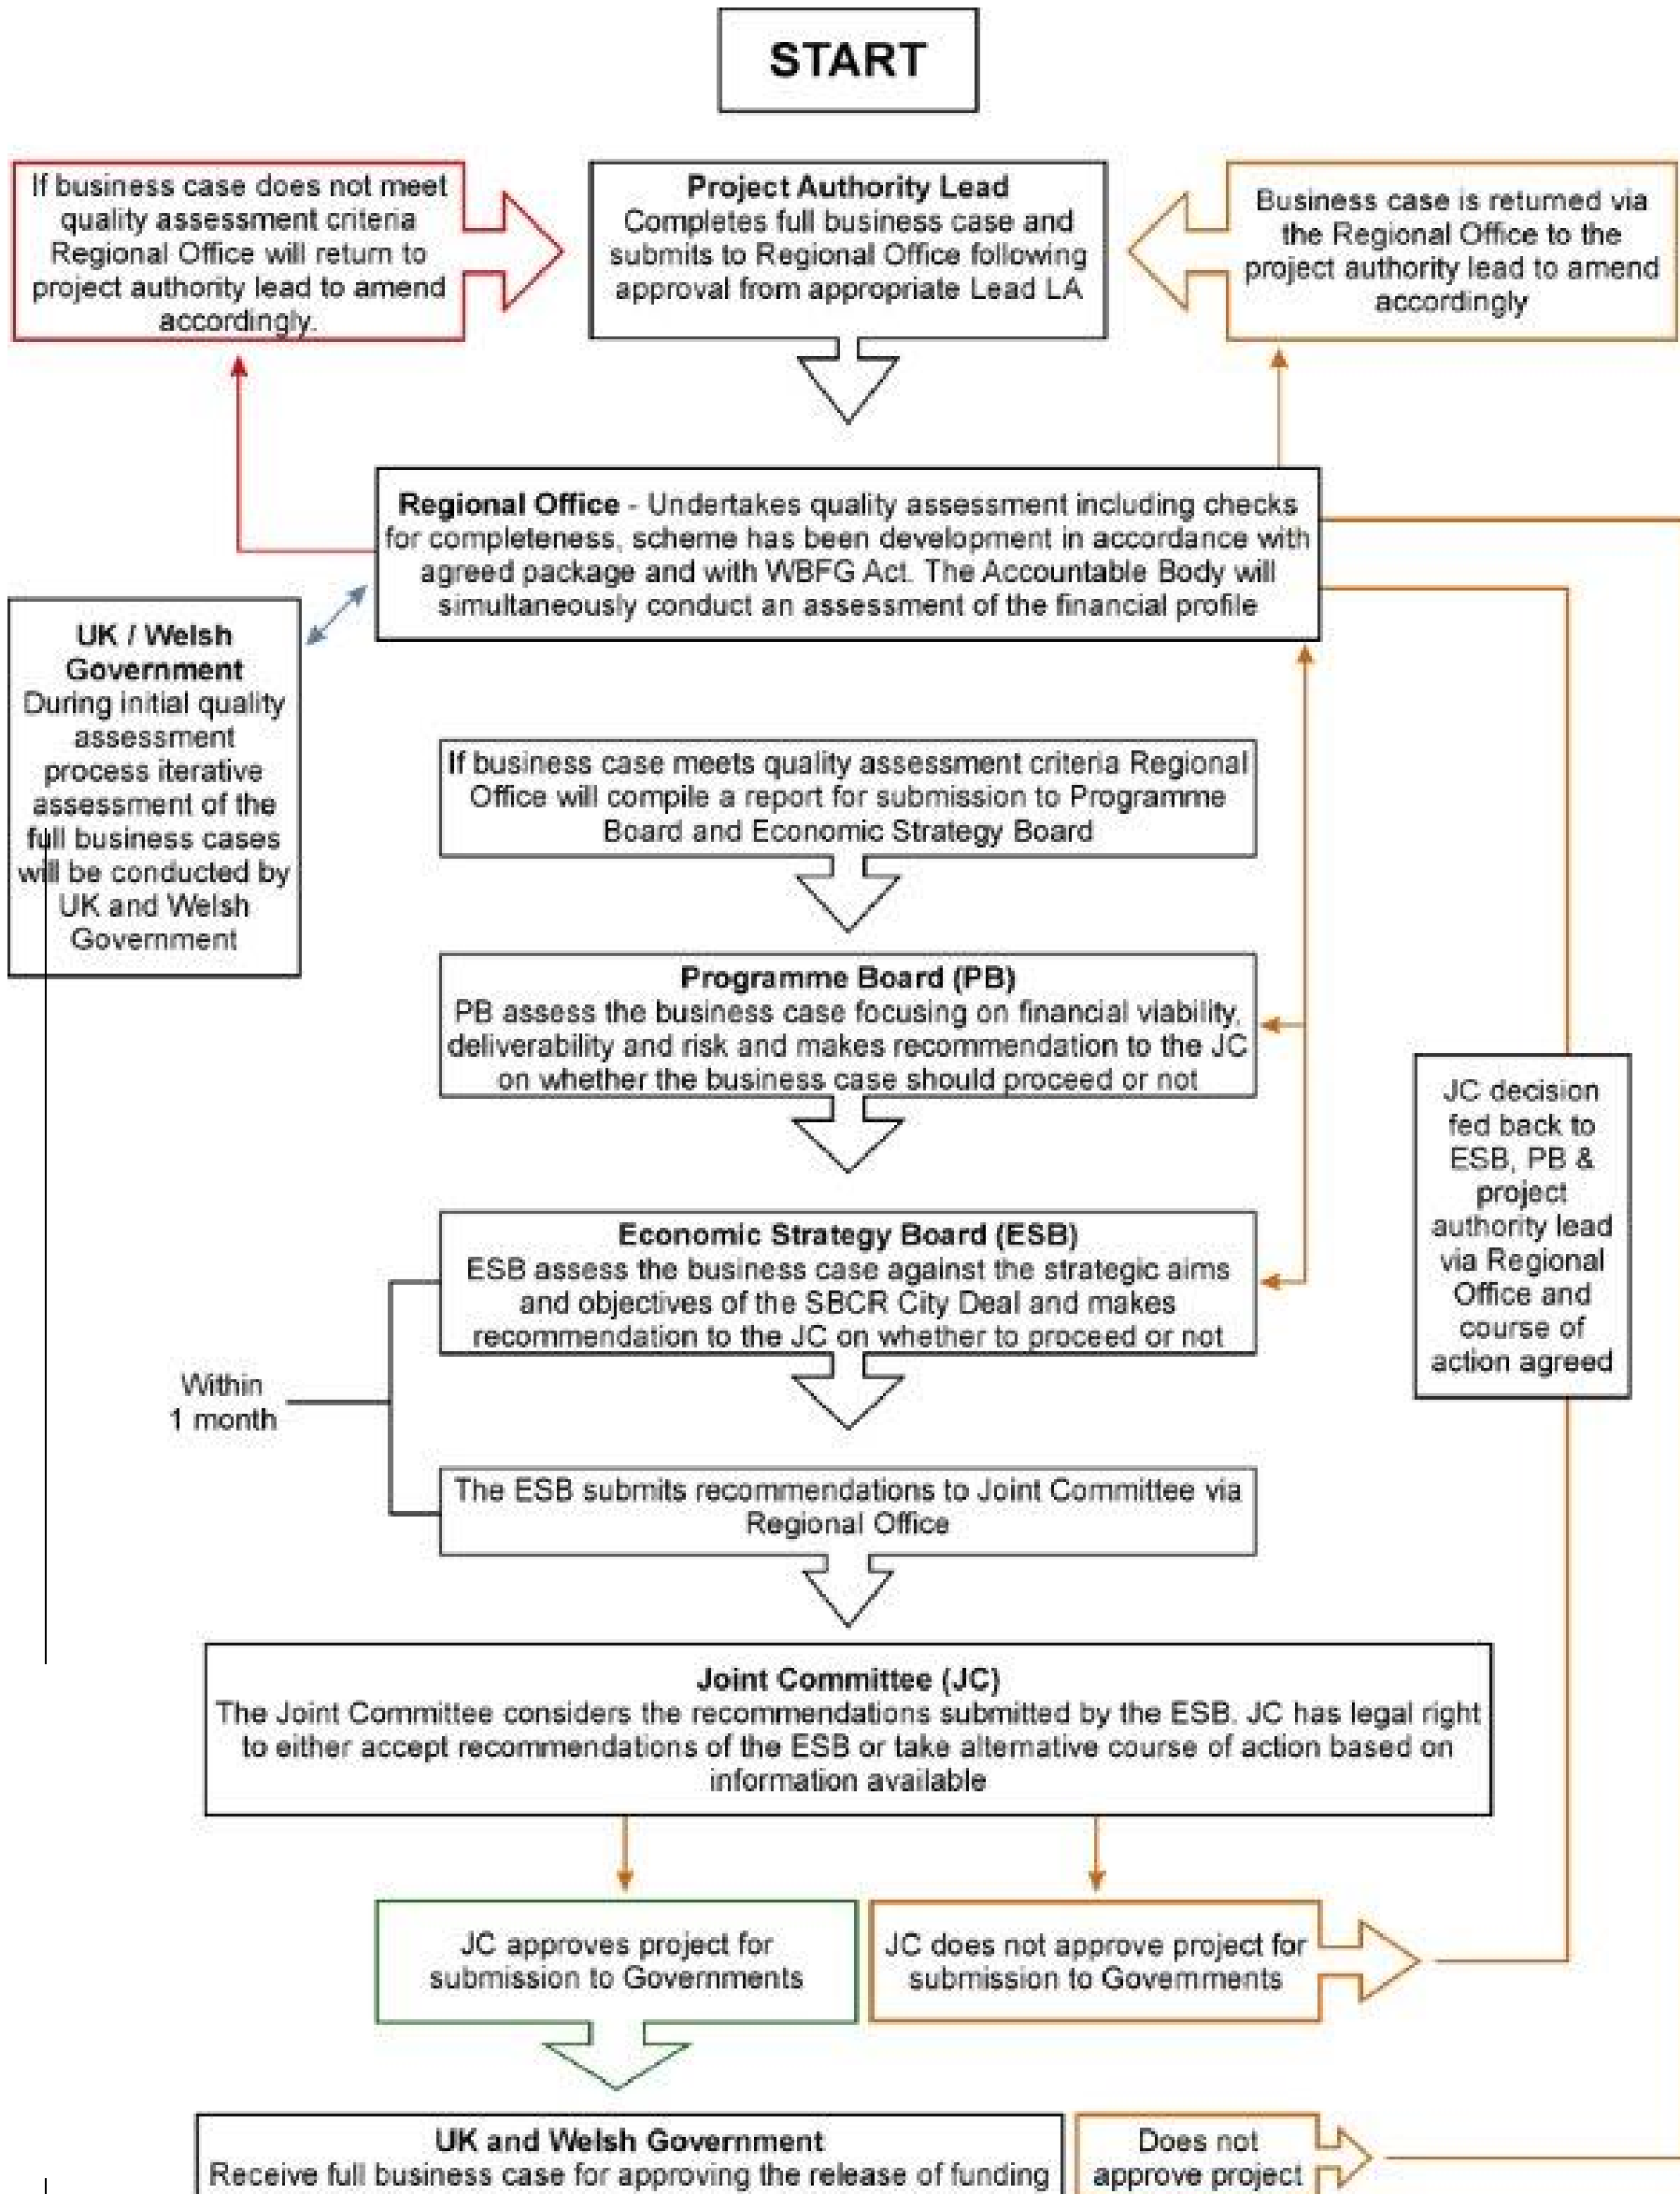 START
If business case does not meet
quality assessment criteria
Regional Office will return to
project authority lead to amend
accordingly.
Project Authority Lead
Completes full business case and
submits to Regional Office following
approval from appropriate Lead LA
Business case is returned via
the Regional Office to the
project authority lead to amend
accordingly
Regional Office - Undertakes quality assessment including checks
for completeness, scheme has been development in accordance with
agreed package and with WBFG Act. The Accountable Body will
simultaneously conduct an assessment of the financial profile
UK / Welsh
Government
During initial quality
assessment
process iterative
assessment of the
full business cases
will be conducted by
UK and Welsh
Government
If business case meets quality assessment criteria Regional
Office will compile a report for submission to Programme
Board and Economic Strategy Board
Programme Board (PB)
PB assess the business case focusing on financial viability,
deliverability and risk and makes recommendation to the JC
on whether the business case should proceed or not
JC decision
fed back to
ESB, PB &
project
authority lead
via Regional
Office and
course of
action agreed
Economic Strategy Board (ESB)
ESB assess the business case against the strategic aims
and objectives of the SBCR City Deal and makes
recommendation to the JC on whether to proceed or not
Within
1 month
The ESB submits recommendations to Joint Committee via
Regional Office
Joint Committee (JC)
The Joint Committee considers the recommendations submitted by the ESB. JC has legal right
to either accept recommendations of the ESB or take alternative course of action based on
information available
JC approves project for
submission to Governments
JC does not approve project for
submission to Governments
UK and Welsh Government
Receive full business case for approving the release of funding
Does not
approve project